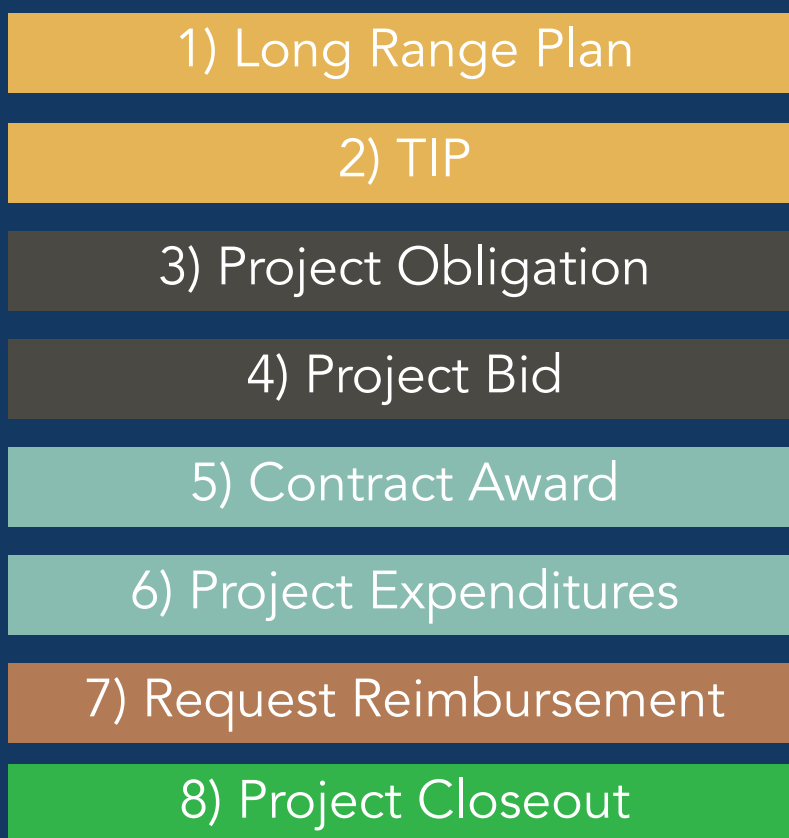 1) Long Range Plan
2) TIP
3) Project Obligation
4) Project Bid
5) Contract Award
6) Project Expenditures
7) Request Reimbursement
8) Project Closeout